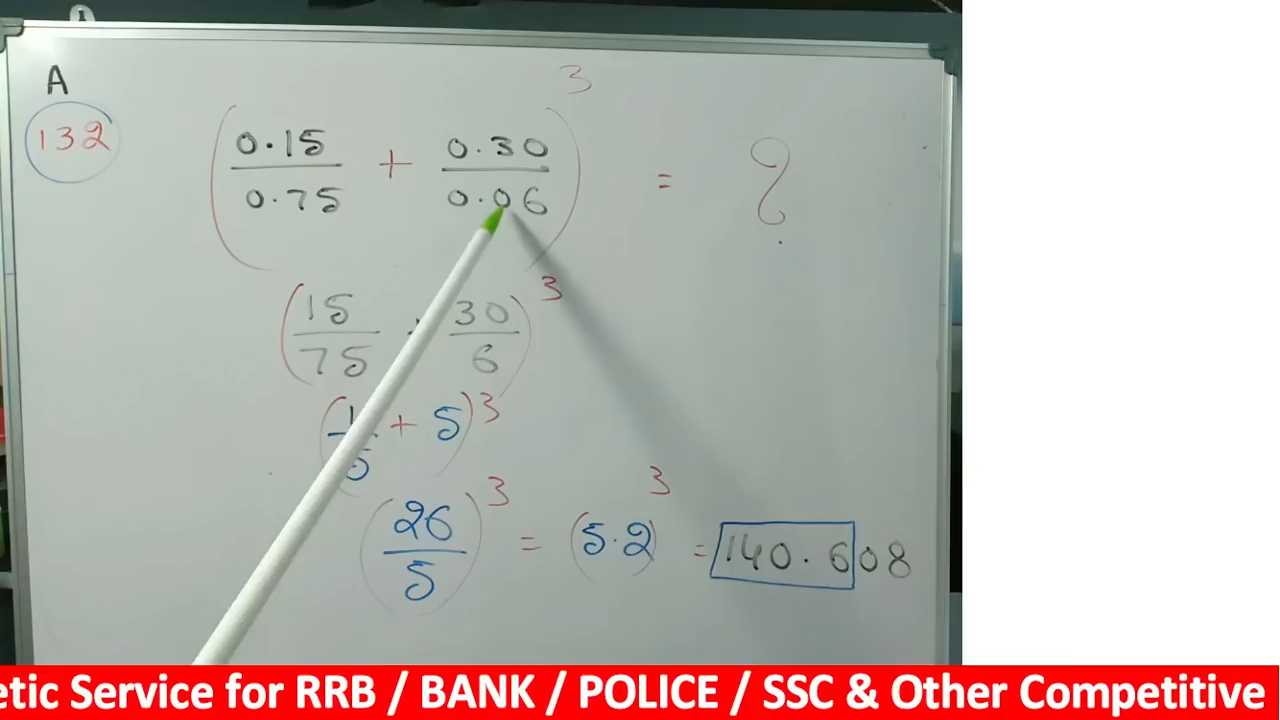 A
132
(0.15/0.75 + 0.30/0.06)³ = ?
(15/75 + 30/6)³
(1/5 + 5)³
(26/5)³ = (5.2)³ = 140.608
etic Service for RRB / BANK / POLICE / SSC & Other Competitive